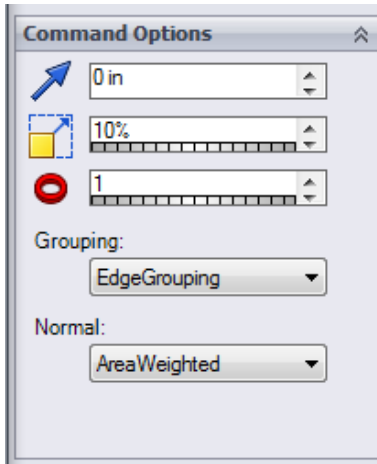 Command Options
0 in
10%
1
Grouping:
EdgeGrouping
Normal:
AreaWeighted